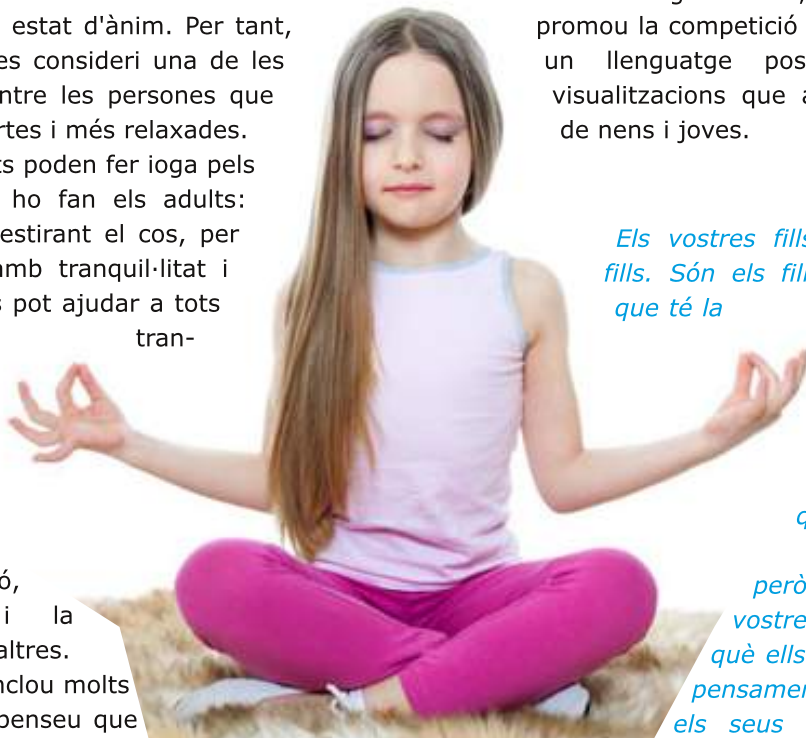 estat d'ànim. Per tant,
es consideri una de les
ntre les persones que
rtes i més relaxades.
ts poden fer ioga pels
ho fan els adults:
estirant el cos, per
amb tranquil·litat i
s pot ajudar a tots
tran-
ó,
i la
altres.
nclou molts
penseu que
promou la competició
un llenguatge pos
visualitzacions que a
de nens i joves.
Els vostres fills
fills. Són els fill
que té la
q
però
vostre
què ells
pensamen
els seus